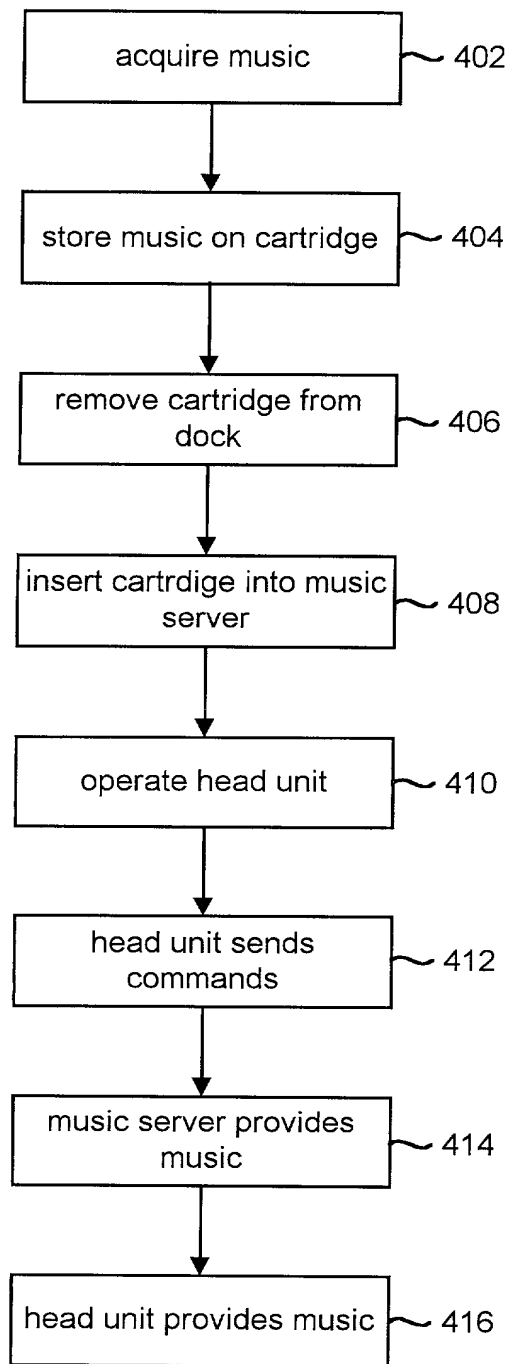 acquire music
402
store music on cartridge
404
remove cartridge from
dock
406
insert cartrdige into music
server
408
operate head unit
410
head unit sends
commands
412
music server provides
music
414
head unit provides music
416